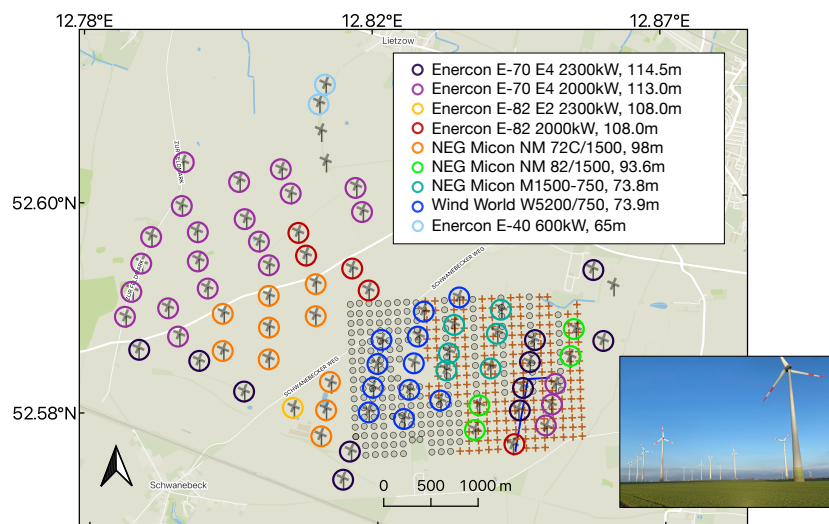 12.78°E
12.82°E
12.87°E
Lietzow
Enercon E-70 E4 2300kW, 114.5m
Enercon E-70 E4 2000kW, 113.0m
Enercon E-82 E2 2300kW, 108.0m
Enercon E-82 2000kW, 108.0m
NEG Micon NM 72C/1500, 98m
NEG Micon NM 82/1500, 93.6m
NEG Micon M1500-750, 73.8m
Wind World W5200/750, 73.9m
Enercon E-40 600kW, 65m
52.60°N
SCHWANEBECKER WEG
SCHWANEBECKER WEG
52.58°N
Schwanebeck
0 500 1000 m